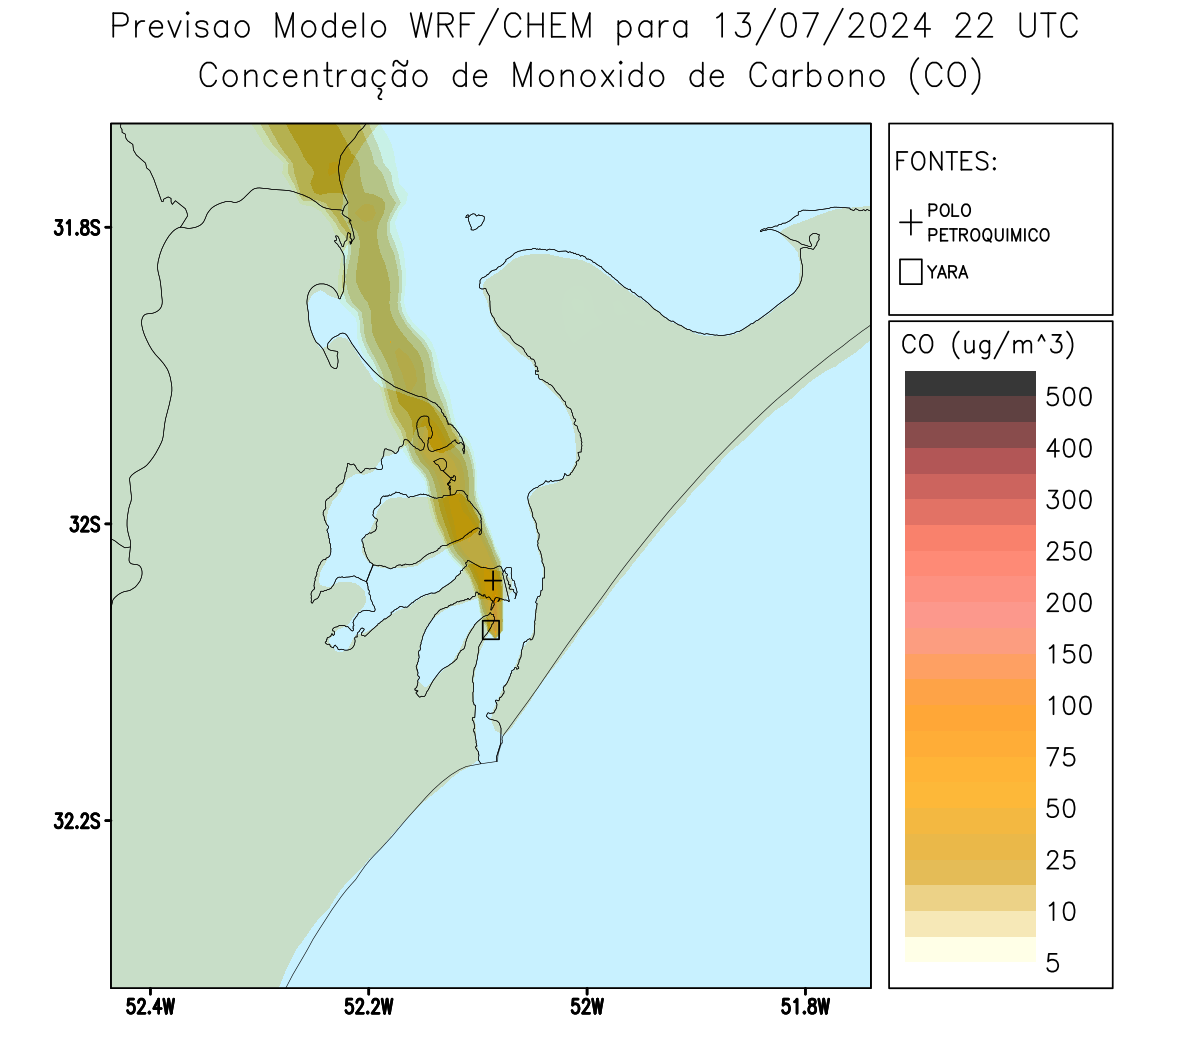 Previsao Modelo WRF/CHEM para 13/07/2024 22 UTC
Concentração de Monoxido de Carbono (CO)
FONTES:
POLO
PETROQUIMICO
YARA
31.8S
32S
32.2S
52.4W
52.2W
52W
51.8W
CO (ug/m^3)
500
400
300
250
200
150
100
75
50
25
10
5